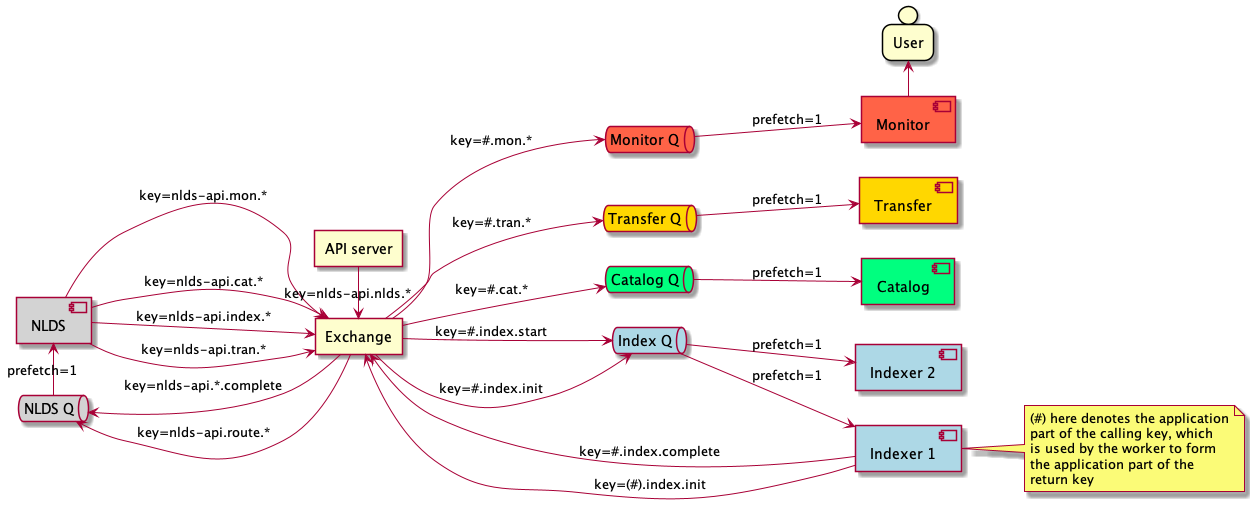 User
Monitor
prefetch=1
Monitor Q
key=#.mon.*
key=nlds-api.mon.*
Transfer
prefetch=1
Transfer Q
key=#.tran.*
API server
Catalog
prefetch=1
Catalog Q
key=#.cat.*
key=nlds-api.nlds.*
key=nlds-api.cat.*
key=nlds-api.index.*
NLDS
Exchange
key=#.index.start
Index Q
prefetch=1
key=nlds-api.tran.*
prefetch=1
Indexer 2
prefetch=1
key=nlds-api.*.complete
key=#.index.init
NLDS Q
key=nlds-api.route.*
key=#.index.complete
Indexer 1
key=(#).index.init
(#) here denotes the application
part of the calling key, which
is used by the worker to form
the application part of the
return key